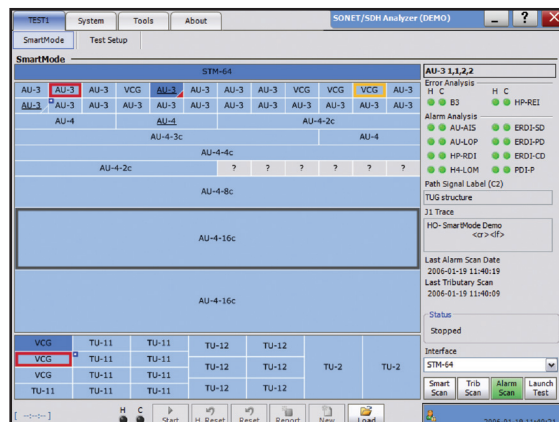 TEST1 System Tools About SONET/SDH Analyzer (DEMO) _ ? X
SmartMode Test Setup
SmartMode
STM-64
AU-3 AU-3 AU-3 VCG AU-3 AU-3 AU-3 AU-3 VCG VCG VCG AU-3
AU-3 AU-3 AU-3 AU-3 AU-3 AU-3 AU-3 AU-3 AU-3 AU-3 AU-3 AU-3
AU-4 AU-4 AU-4-2c
AU-4-3c AU-4
AU-4-4c
AU-4-2c ? ? ? ? ?
AU-4-8c
AU-4-16c
AU-4-16c
VCG TU-11 TU-11 TU-12 TU-12 TU-2 TU-2
VCG TU-11 TU-11 TU-12 TU-12
VCG TU-11 TU-11
TU-11 TU-11 TU-11 TU-12 TU-12
AU-3 1,1,2,2
Error Analysis
H C H C
B3 HP-REI
Alarm Analysis
AU-AIS ERDI-SD
AU-LOP ERDI-PD
HP-RDI ERDI-CD
H4-LOM PDI-P
Path Signal Label (C2)
TUG structure
J1 Trace
HO-SmartMode Demo
<cr><lf>
Last Alarm Scan Date
2006-01-19 11:40:19
Last Tributary Scan
2006-01-19 11:40:09
Status
Stopped
Interface
STM-64
Smart Scan Trib Scan Alarm Scan Launch Test
[ --:--:-- ] H C Start H. Reset Reset Report New Load